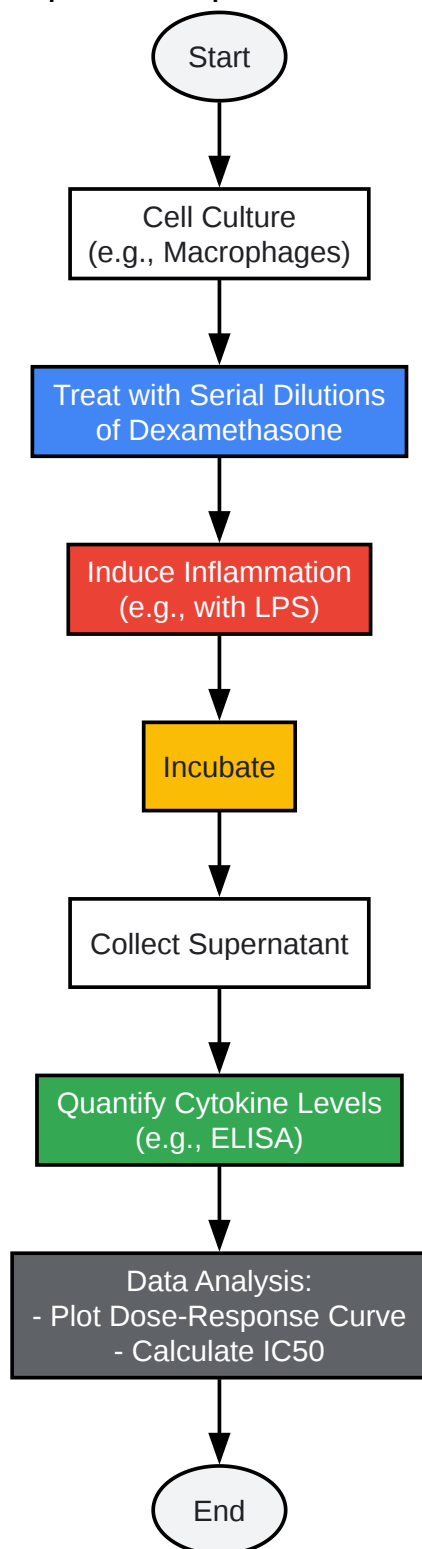 Start
Cell Culture
(e.g., Macrophages)
Treat with Serial Dilutions
of Dexamethasone
Induce Inflammation
(e.g., with LPS)
Incubate
Collect Supernatant
Quantify Cytokine Levels
(e.g., ELISA)
Data Analysis:
- Plot Dose-Response Curve
- Calculate IC50
End